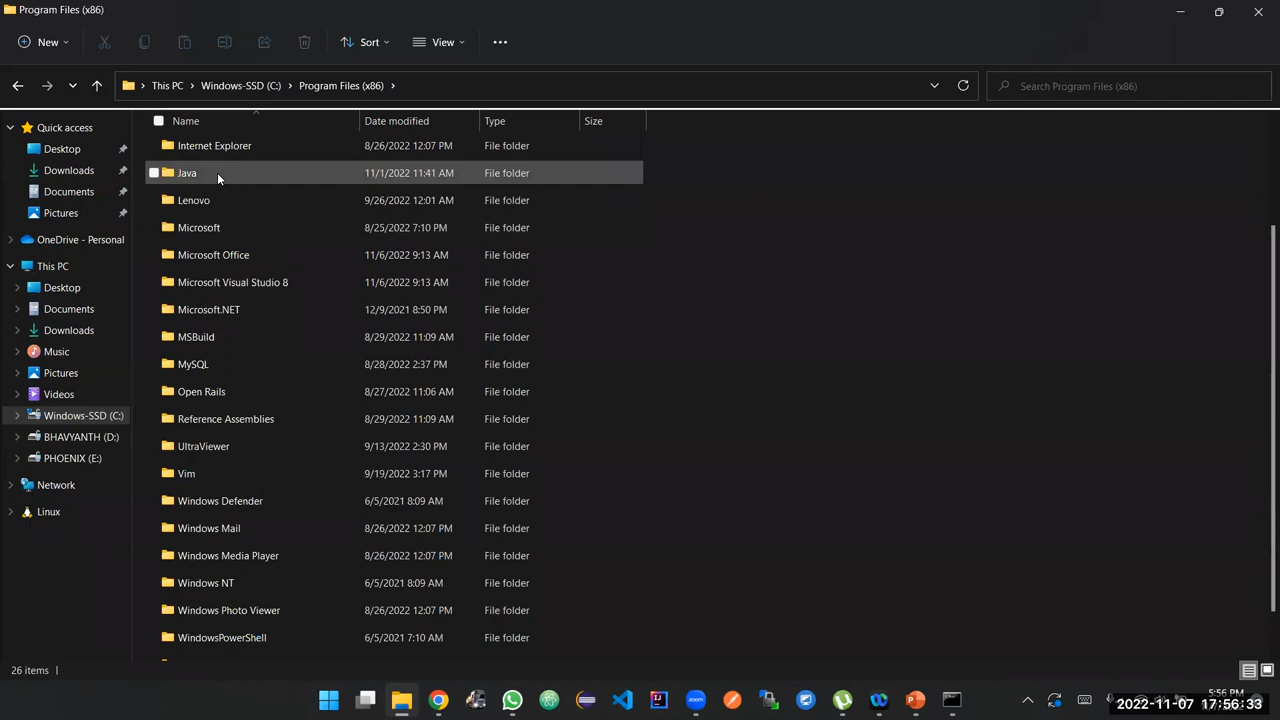 Program Files (x86)
New
Sort
View
This PC
Windows-SSD (C:)
Program Files (x86)
Search Program Files (x86)
Name
Date modified
Type
Size
Quick access
Desktop
Downloads
Documents
Pictures
OneDrive - Personal
This PC
Desktop
Documents
Downloads
Music
Pictures
Videos
Windows-SSD (C:)
BHAVYANTH (D:)
PHOENIX (E:)
Network
Linux
Internet Explorer 8/26/2022 12:07 PM File folder
Java 11/1/2022 11:41 AM File folder
Lenovo 9/26/2022 12:01 AM File folder
Microsoft 8/25/2022 7:10 PM File folder
Microsoft Office 11/6/2022 9:13 AM File folder
Microsoft Visual Studio 8 11/6/2022 9:13 AM File folder
Microsoft.NET 12/9/2021 8:50 PM File folder
MSBuild 8/29/2022 11:09 AM File folder
MySQL 8/28/2022 2:37 PM File folder
Open Rails 8/27/2022 11:06 AM File folder
Reference Assemblies 8/29/2022 11:09 AM File folder
UltraViewer 9/13/2022 2:30 PM File folder
Vim 9/19/2022 3:17 PM File folder
Windows Defender 6/5/2021 8:09 AM File folder
Windows Mail 8/26/2022 12:07 PM File folder
Windows Media Player 8/26/2022 12:07 PM File folder
Windows NT 6/5/2021 8:09 AM File folder
Windows Photo Viewer 8/26/2022 12:07 PM File folder
WindowsPowerShell 6/5/2021 7:10 AM File folder
26 items
zoom
5:56 PM
2022-11-07 17:56:33